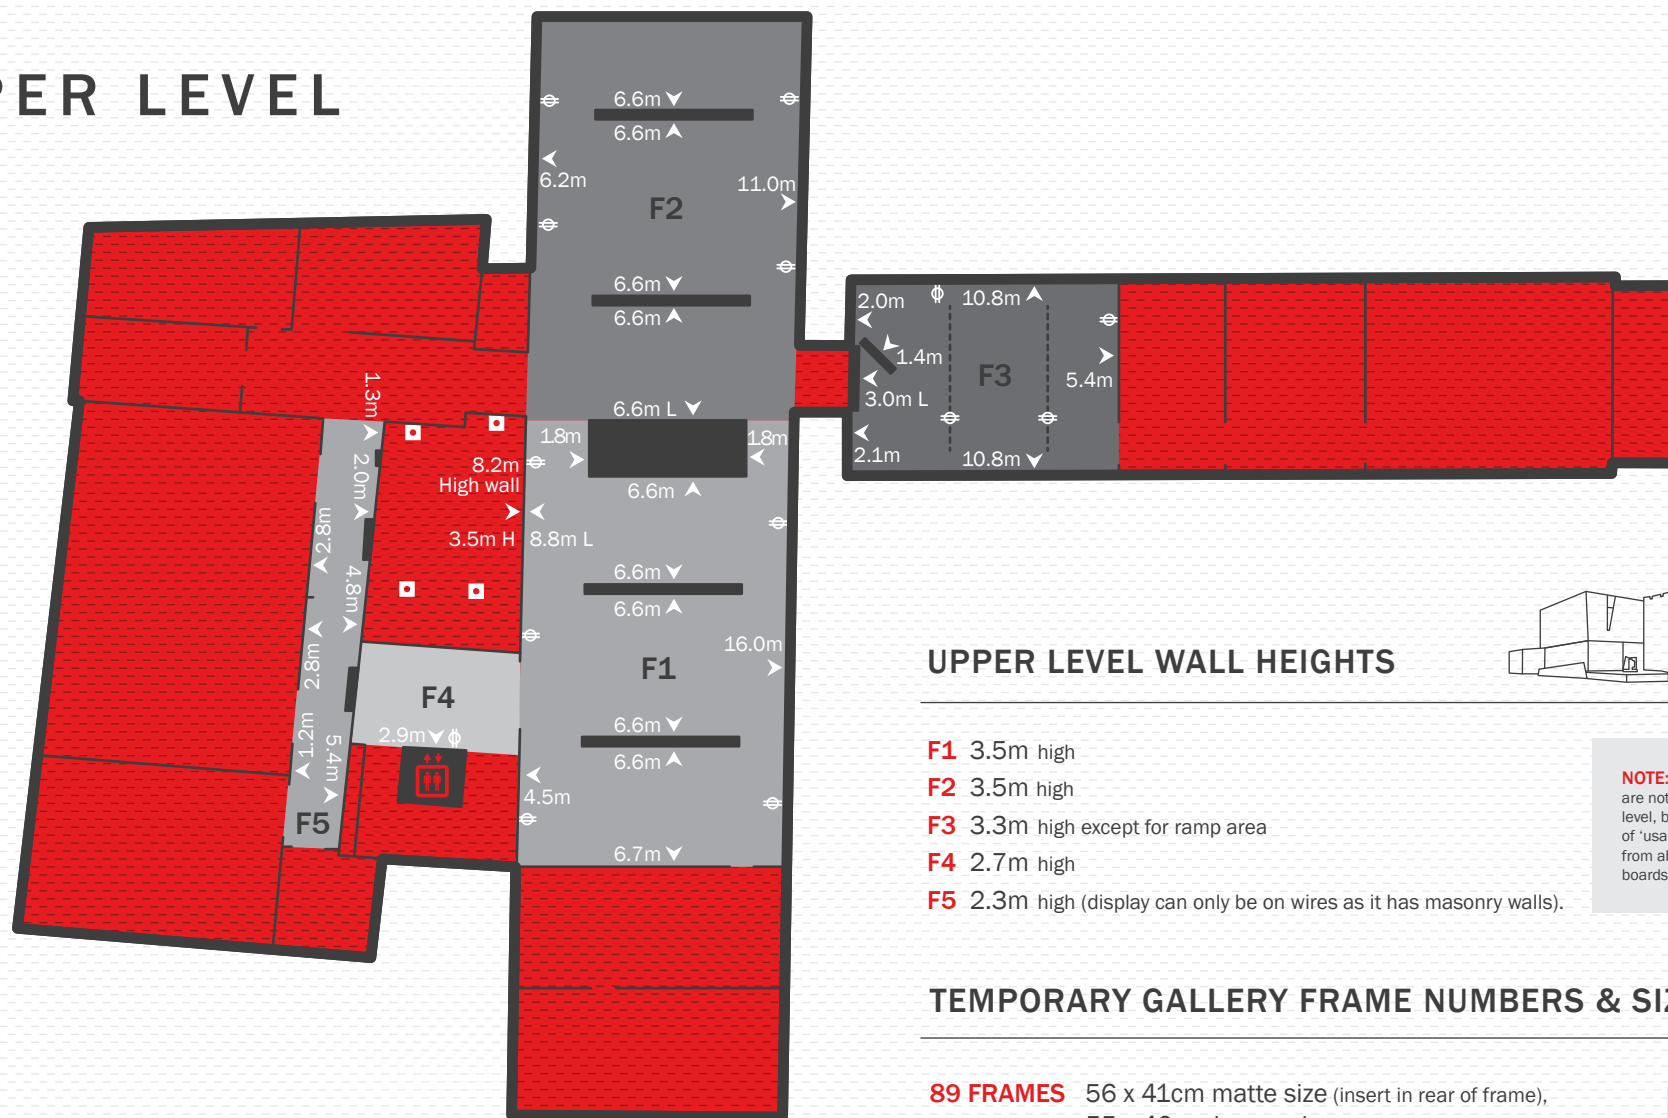 PER LEVEL
6.6m
6.6m
6.2m
11.0m
F2
6.6m
6.6m
6.6m L
1.8m
1.8m
6.6m
8.2m
High wall
3.5m H
8.8m L
6.6m
6.6m
16.0m
F1
6.6m
6.6m
4.5m
6.7m
2.0m
10.8m
1.4m
F3
5.4m
3.0m L
2.1m
10.8m
1.3m
2.0m
2.8m
4.8m
2.8m
1.2m
5.4m
F5
F4
2.9m
UPPER LEVEL WALL HEIGHTS
F1 3.5m high
F2 3.5m high
F3 3.3m high except for ramp area
F4 2.7m high
F5 2.3m high (display can only be on wires as it has masonry walls).
NOTE:
are not
level, b
of ‘usa
from al
boards
TEMPORARY GALLERY FRAME NUMBERS & SIZ
89 FRAMES 56 x 41cm matte size (insert in rear of frame),